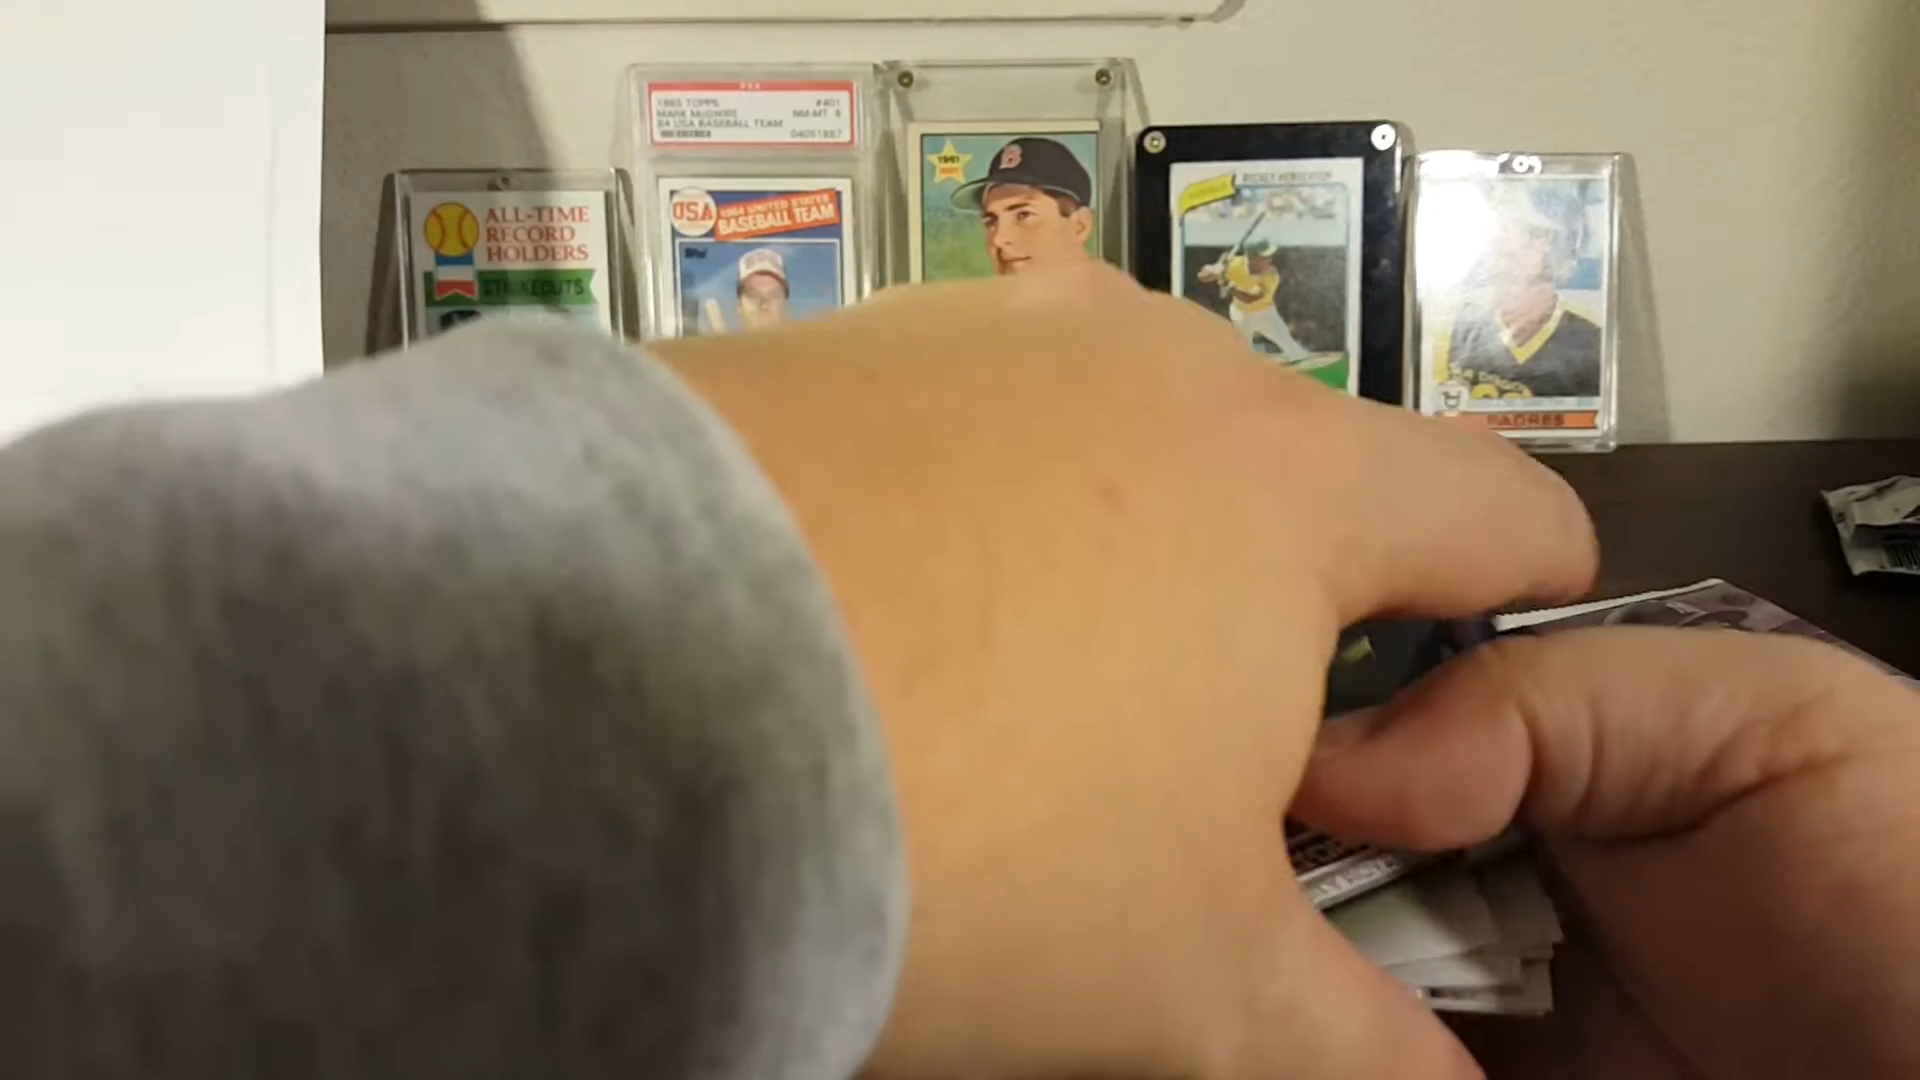 ALL-TIME
RECORD
HOLDERS
STRIKEOUTS
PSA
1985 TOPPS #401
MARK McGWIRE NM-MT 8
84 USA BASEBALL TEAM 04051887
USA
1984 UNITED STATES
BASEBALL TEAM
Topps
1961
B
RICKEY HENDERSON
PADRES